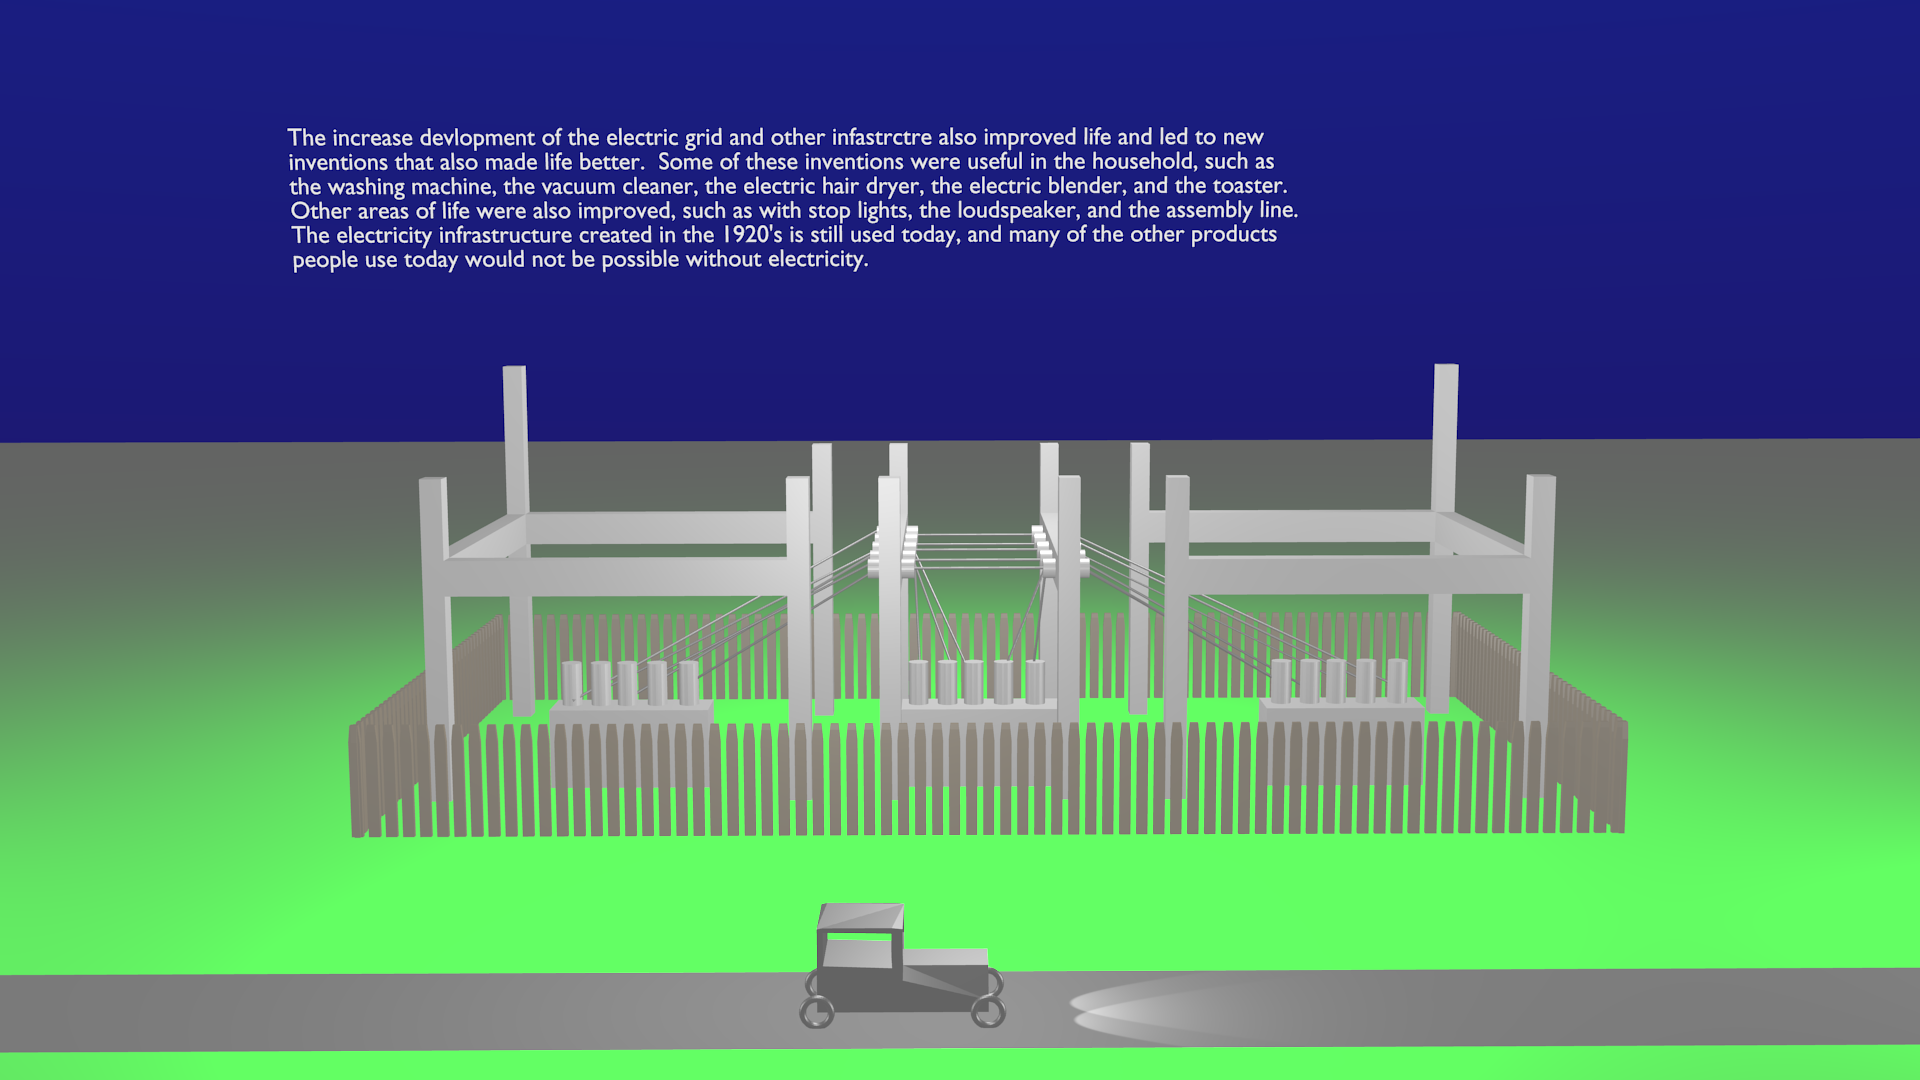 The increase devlopment of the electric grid and other infastrctre also improved life and led to new
inventions that also made life better.  Some of these inventions were useful in the household, such as
the washing machine, the vacuum cleaner, the electric hair dryer, the electric blender, and the toaster.
Other areas of life were also improved, such as with stop lights, the loudspeaker, and the assembly line.
The electricity infrastructure created in the 1920's is still used today, and many of the other products
people use today would not be possible without electricity.